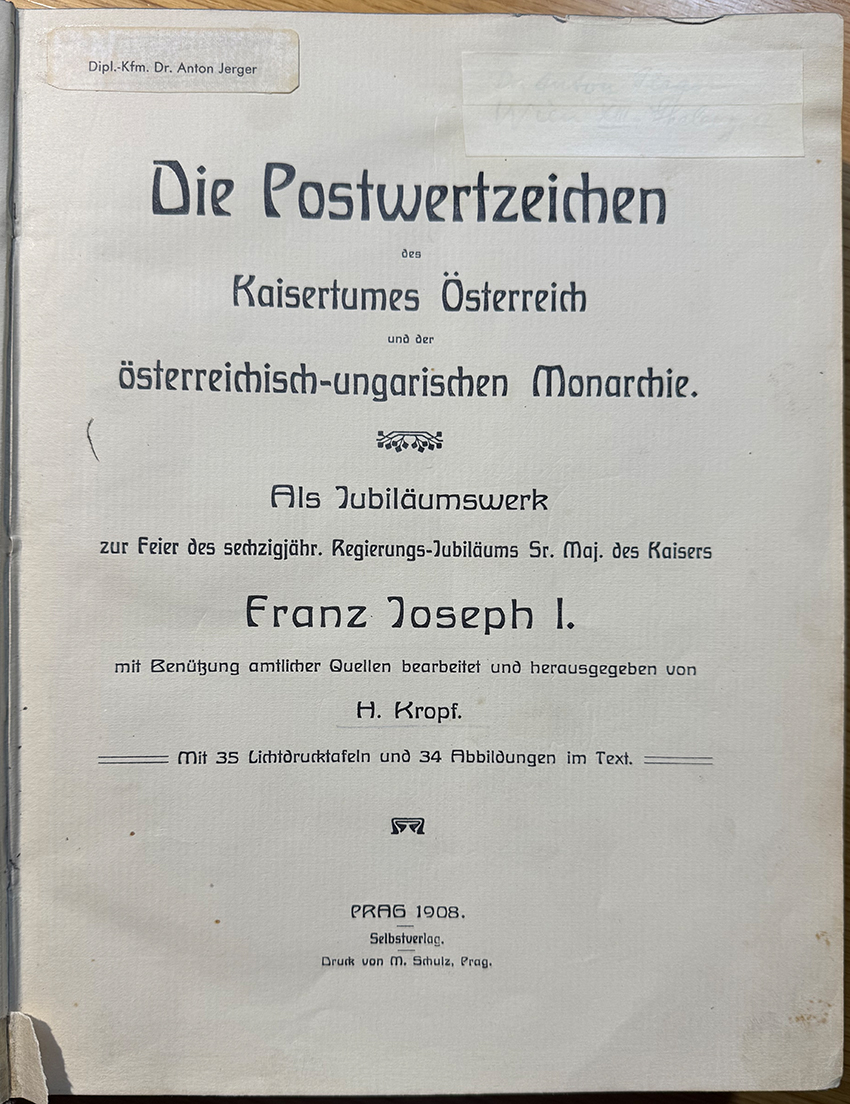 Dipl.-Kfm. Dr. Anton Jerger
Die Postwertzeichen
des
Kaisertumes Österreich
und der
österreichisch-ungarischen Monarchie.
Als Jubiläumswerk
zur Feier des sechzigjähr. Regierungs-Jubiläums Sr. Maj. des Kaisers
Franz Joseph I.
mit Benützung amtlicher Quellen bearbeitet und herausgegeben von
H. Kropf.
Mit 35 Lichtdrucktafeln und 34 Abbildungen im Text.
PRAG 1908.
Selbstverlag.
Druck von M. Schulz, Prag.